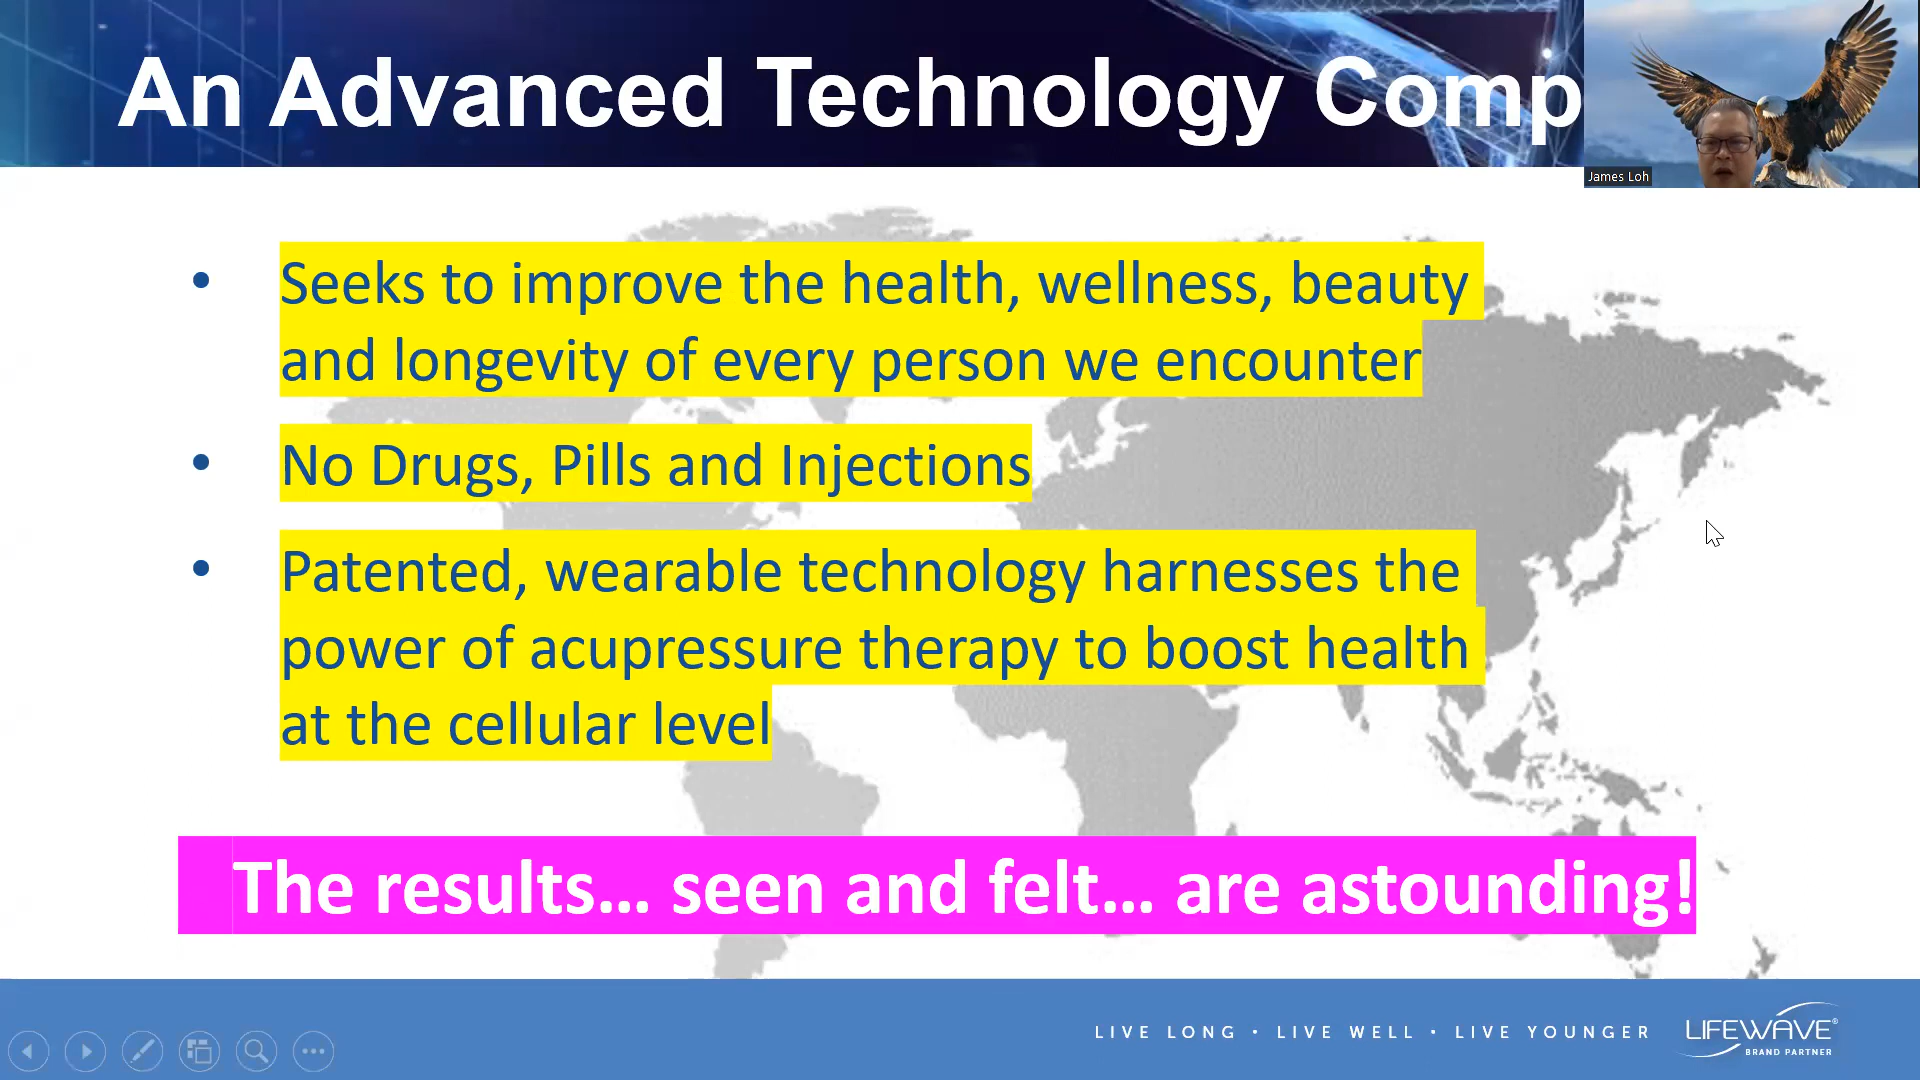 An Advanced Technology Comp
James Loh
• Seeks to improve the health, wellness, beauty
and longevity of every person we encounter
• No Drugs, Pills and Injections
• Patented, wearable technology harnesses the
power of acupressure therapy to boost health
at the cellular level
The results... seen and felt... are astounding!
LIVE LONG • LIVE WELL • LIVE YOUNGER
LIFEWAVE®
BRAND PARTNER